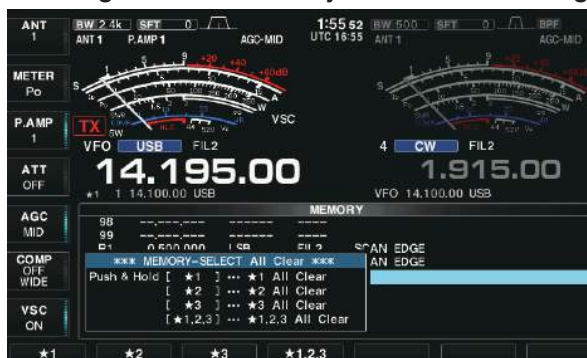 ANT
1
BW 2.4k SFT 0
ANT 1 P.AMP 1 AGC-MID
1:55 52
UTC 16:55
BW 500 SFT 0 BPF
ANT 1 AGC-MID
METER
Po
P.AMP
1
TX
VSC
VFO USB FIL2
14.195.00
★1 1 14.100.00 USB
4 CW FIL2
1.915.00
VFO 14.100.00 USB
ATT
OFF
AGC
MID
COMP
OFF
WIDE
VSC
ON
MEMORY
98 --,---.--- ------ ----
99 --,---.--- ------ ----
P1 0.500.000 LSB FIL2 SCAN EDGE
AN EDGE
*** MEMORY-SELECT All Clear ***
Push & Hold [ ★1 ] ••• ★1 All Clear
[ ★2 ] ••• ★2 All Clear
[ ★3 ] ••• ★3 All Clear
[ ★1,2,3 ] ••• ★1,2,3 All Clear
★1 ★2 ★3 ★1,2,3